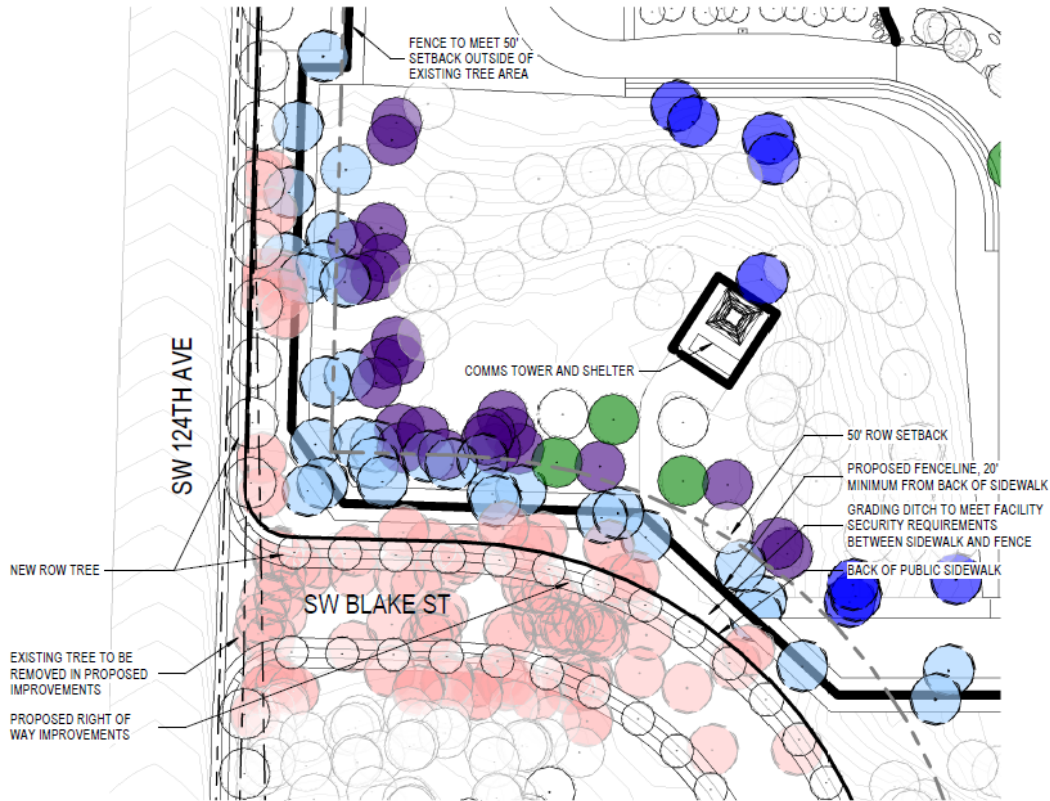 FENCE TO MEET 50'
SETBACK OUTSIDE OF
EXISTING TREE AREA
SW 124TH AVE
COMMS TOWER AND SHELTER
50' ROW SETBACK
PROPOSED FENCELINE, 20'
MINIMUM FROM BACK OF SIDEWALK
GRADING DITCH TO MEET FACILITY
SECURITY REQUIREMENTS
BETWEEN SIDEWALK AND FENCE
BACK OF PUBLIC SIDEWALK
NEW ROW TREE
SW BLAKE ST
EXISTING TREE TO BE
REMOVED IN PROPOSED
IMPROVEMENTS
PROPOSED RIGHT OF
WAY IMPROVEMENTS